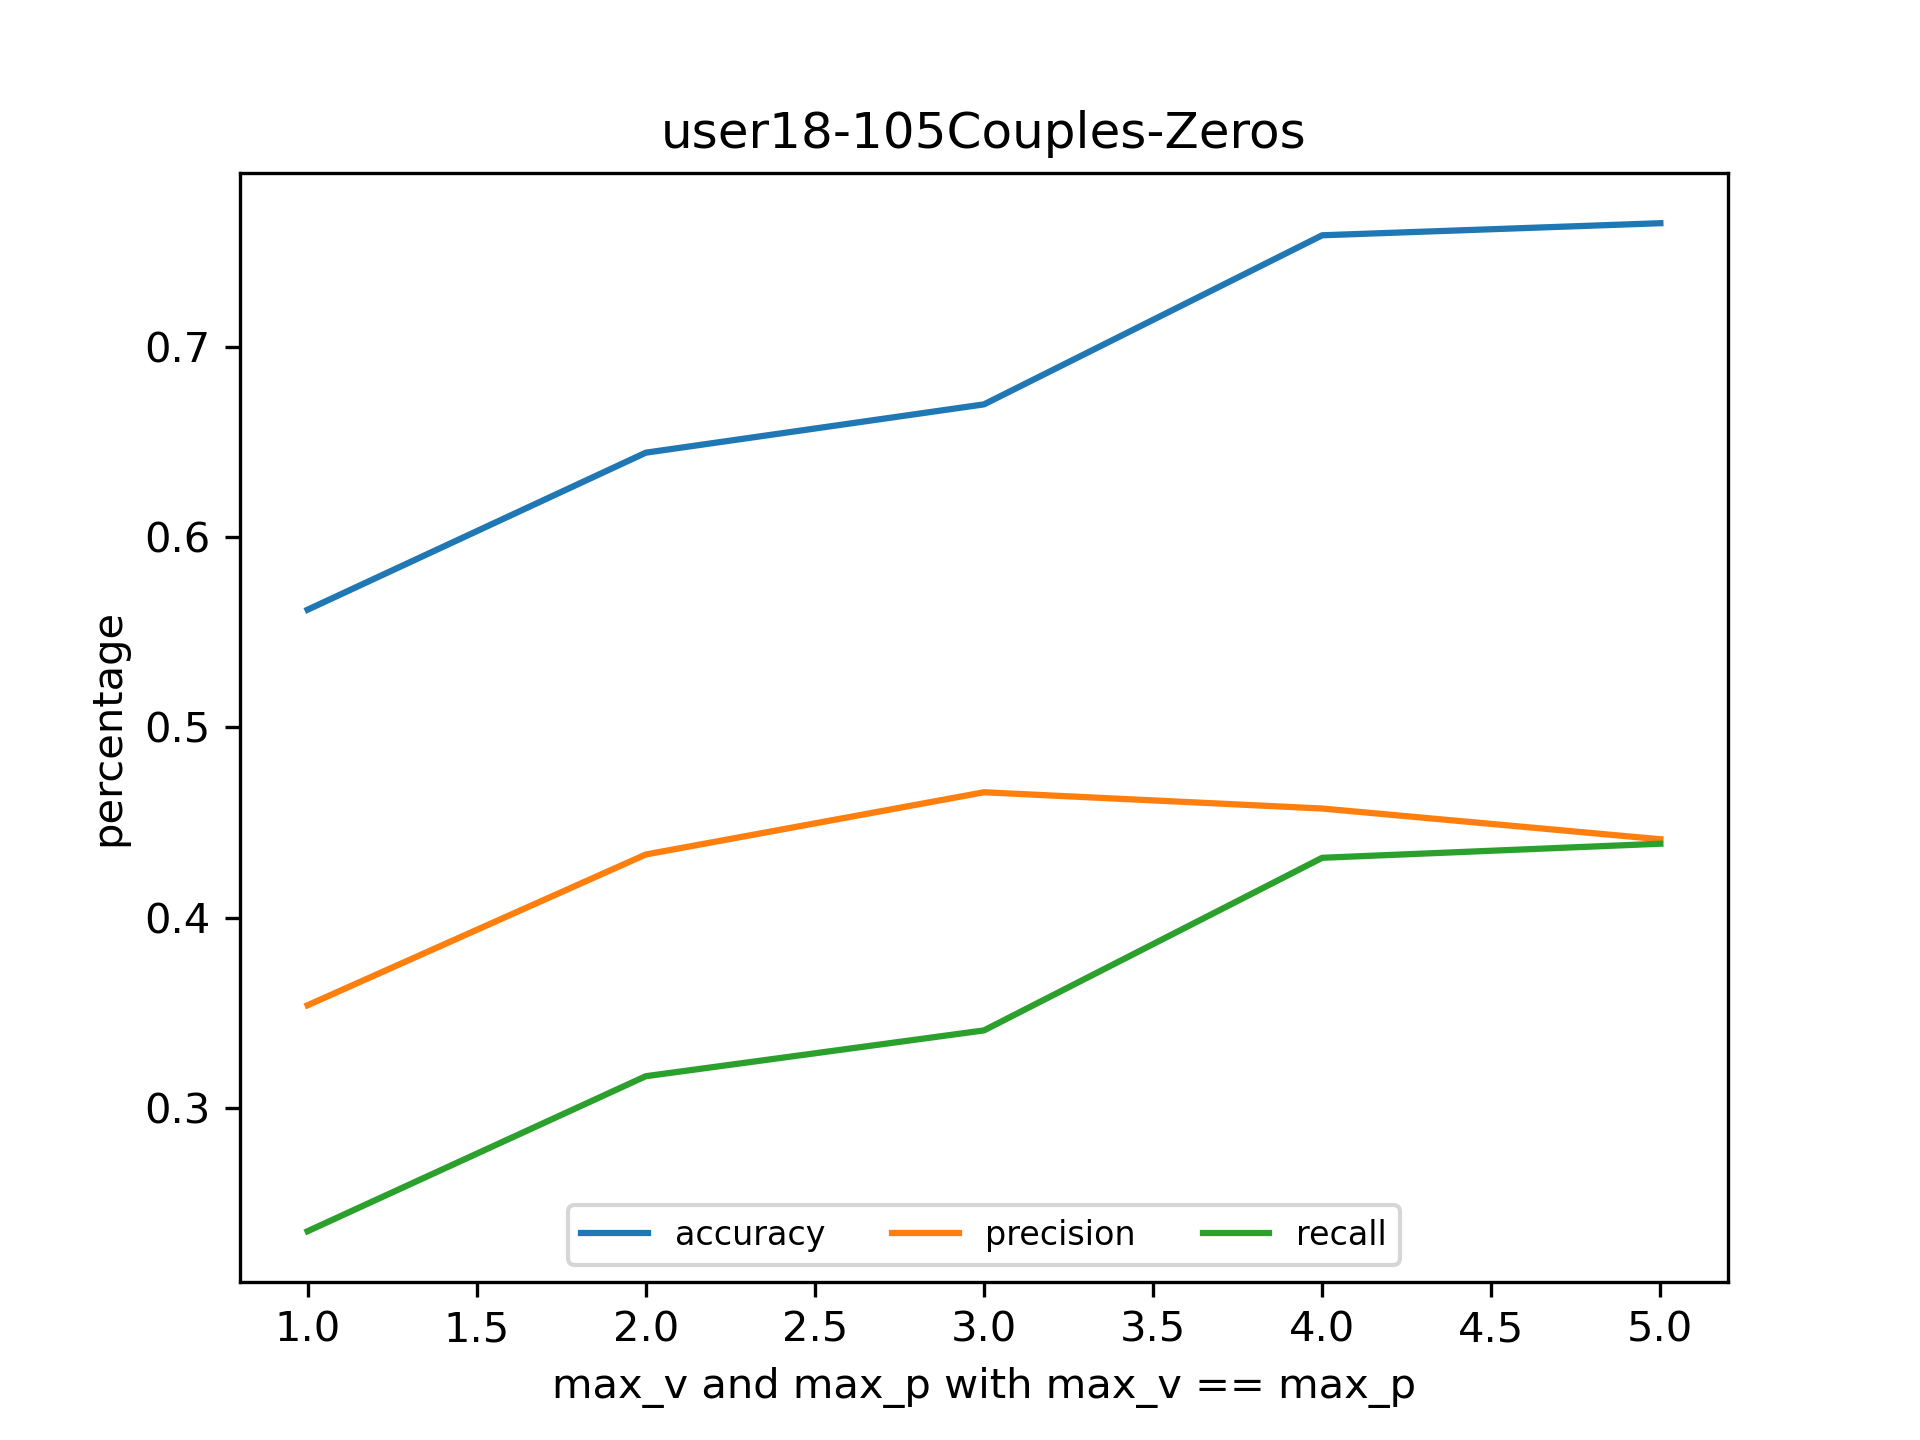 user18-105Couples-Zeros
percentage
0.7
0.6
0.5
0.4
0.3
accuracy precision recall
1.0 1.5 2.0 2.5 3.0 3.5 4.0 4.5 5.0
max_v and max_p with max_v == max_p